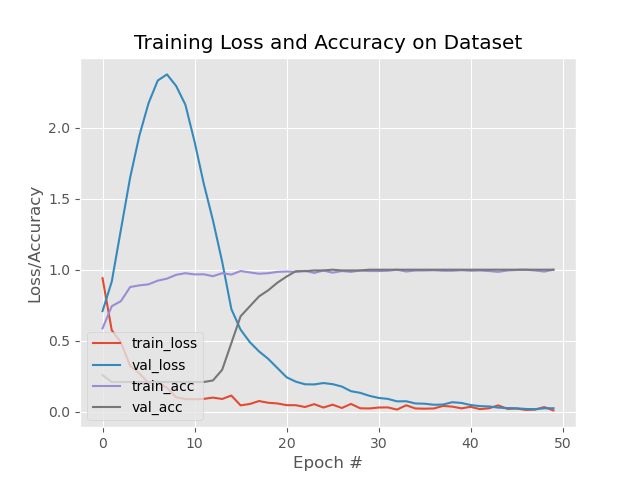 Training Loss and Accuracy on Dataset
Loss/Accuracy
2.0
1.5
1.0
0.5
0.0
train_loss
val_loss
train_acc
val_acc
0 10 20 30 40 50
Epoch #